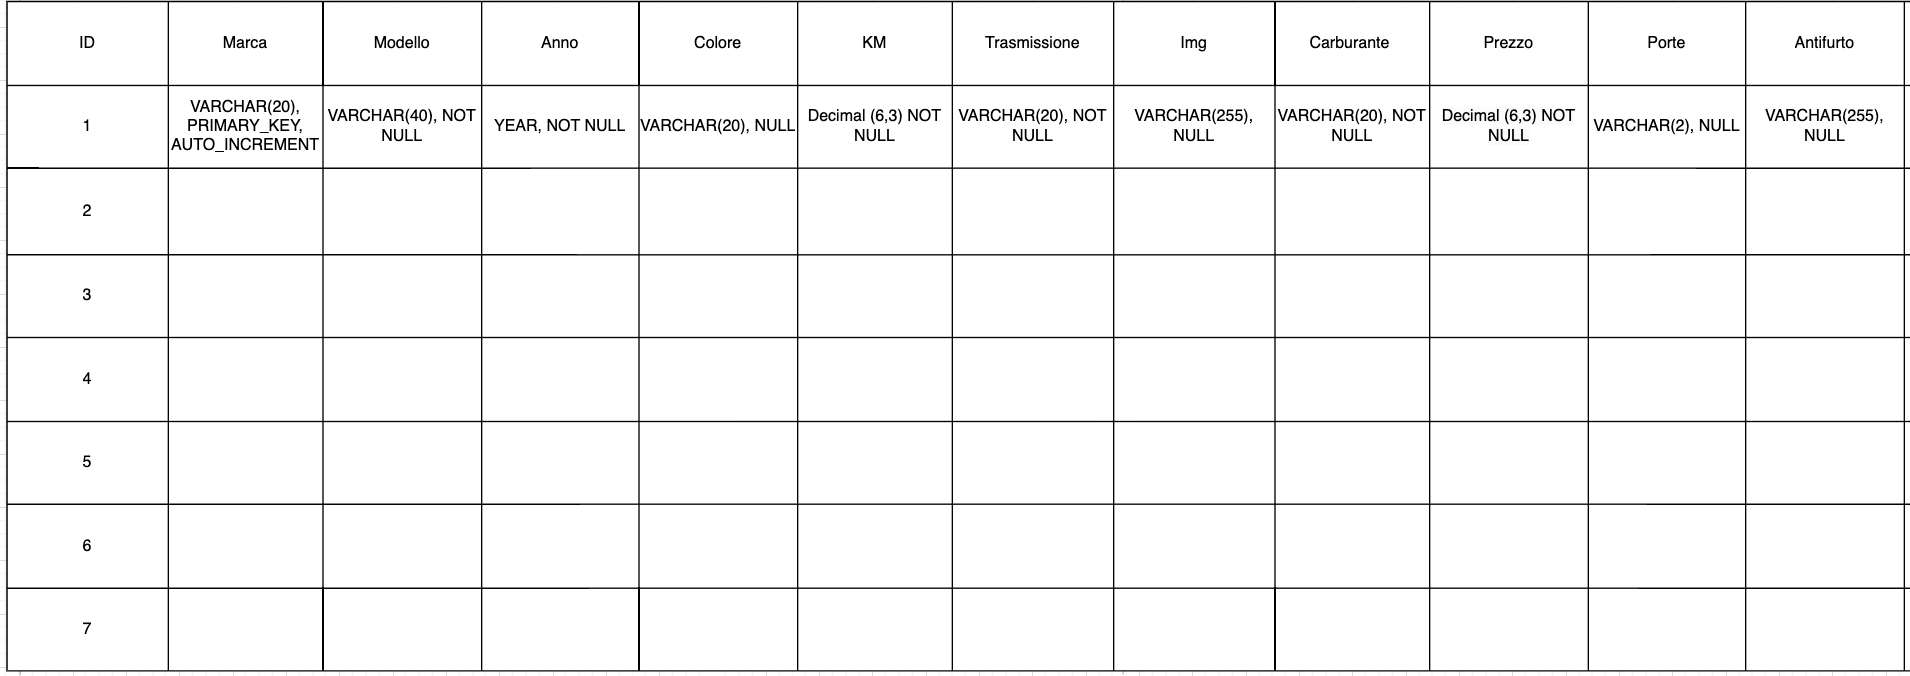 ID Marca Modello Anno Colore KM Trasmissione Img Carburante Prezzo Porte Antifurto
1
VARCHAR(20),
PRIMARY_KEY,
AUTO_INCREMENT
VARCHAR(40), NOT
NULL
YEAR, NOT NULL
VARCHAR(20), NULL
Decimal (6,3) NOT
NULL
VARCHAR(20), NOT
NULL
VARCHAR(255),
NULL
VARCHAR(20), NOT
NULL
Decimal (6,3) NOT
NULL
VARCHAR(2), NULL
VARCHAR(255),
NULL
2
3
4
5
6
7